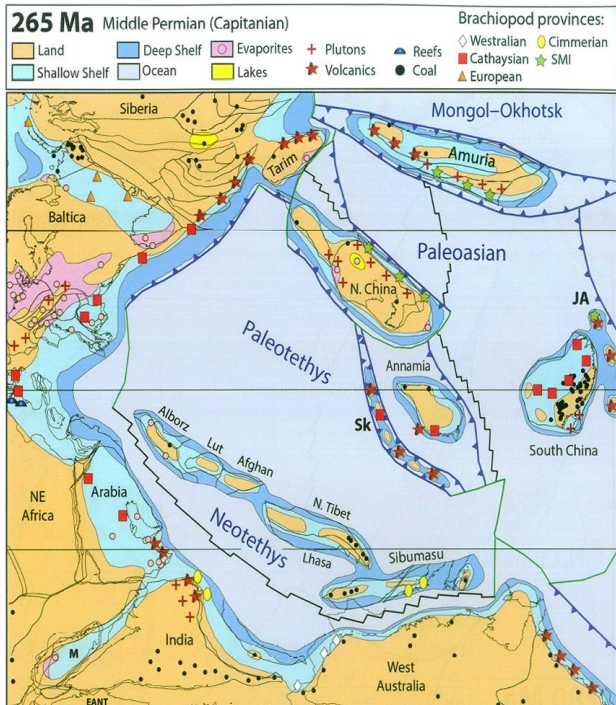 265 Ma Middle Permian (Capitanian)
Land
Deep Shelf
Evaporites
Plutons
Reefs
Shallow Shelf
Ocean
Lakes
Volcanics
Coal
Brachiopod provinces:
Westralian
Cimmerian
Cathaysian
SMI
European
Siberia
Mongol–Okhotsk
Tarim
Amuria
Baltica
Paleoasian
N. China
JA
Paleotethys
Annamia
Sk
South China
Alborz
Lut
Afghan
NE
Africa
Arabia
N. Tibet
Neotethys
Lhasa
Sibumasu
M
India
West
Australia
EANT